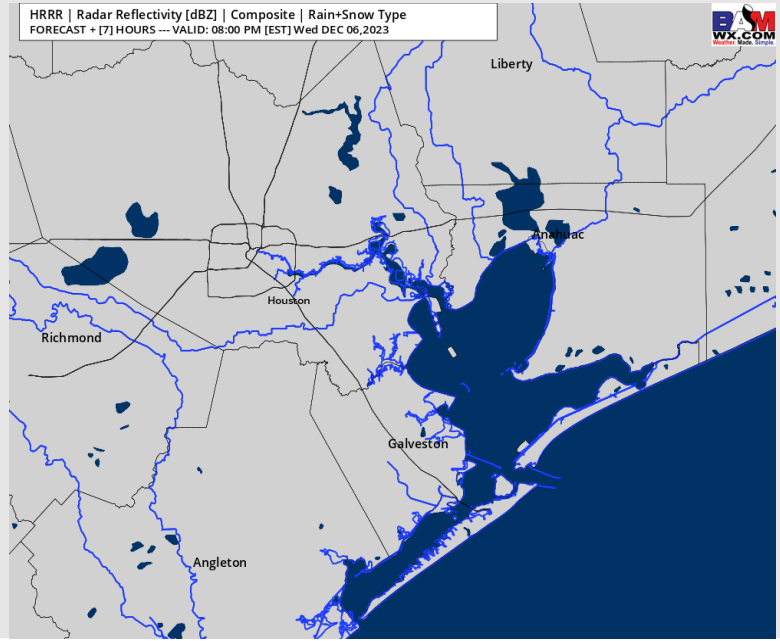 HRRR | Radar Reflectivity [dBZ] | Composite | Rain+Snow Type
FORECAST + [7] HOURS --- VALID: 08:00 PM [EST] Wed DEC 06,2023
BAM
WX.COM
Weather. Made. Simple.
Liberty
Anahuac
Houston
Richmond
Galveston
Angleton